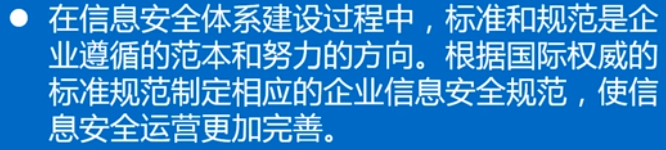 ● 在信息安全体系建设过程中，标准和规范是企
业遵循的范本和努力的方向。根据国际权威的
标准规范制定相应的企业信息安全规范，使信
息安全运营更加完善。